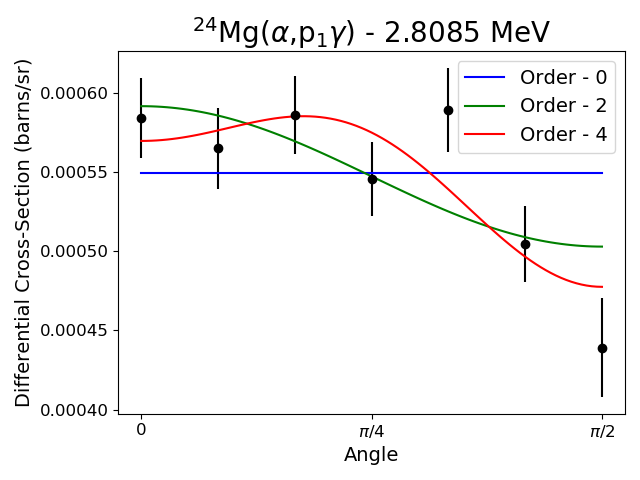 ²⁴Mg(α,p₁γ) - 2.8085 MeV
Differential Cross-Section (barns/sr)
0.00060
0.00055
0.00050
0.00045
0.00040
Order - 0
Order - 2
Order - 4
0
π/4
π/2
Angle